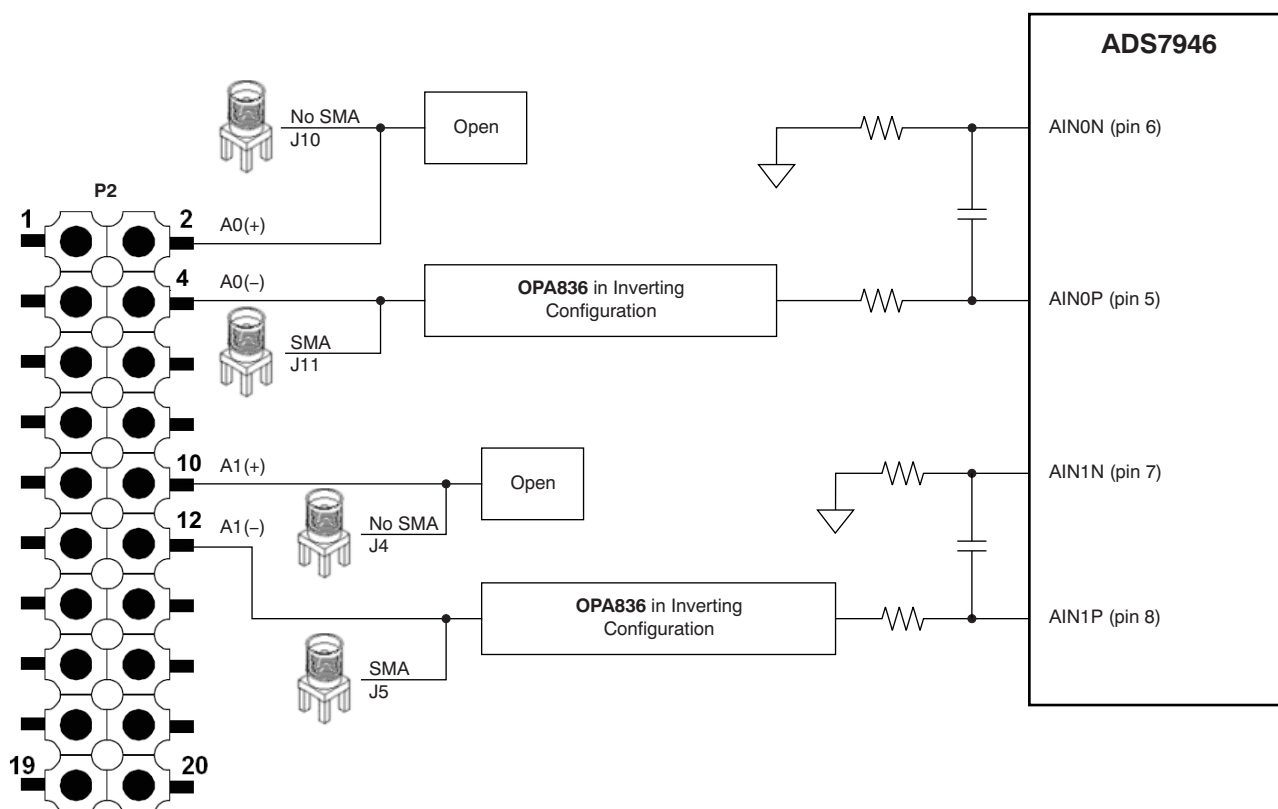 ADS7946
No SMA
J10
Open
AIN0N (pin 6)
P2
1
2
A0(+)
4
A0(−)
OPA836 in Inverting
Configuration
AIN0P (pin 5)
SMA
J11
10
A1(+)
Open
AIN1N (pin 7)
12
A1(−)
No SMA
J4
OPA836 in Inverting
Configuration
AIN1P (pin 8)
SMA
J5
19
20